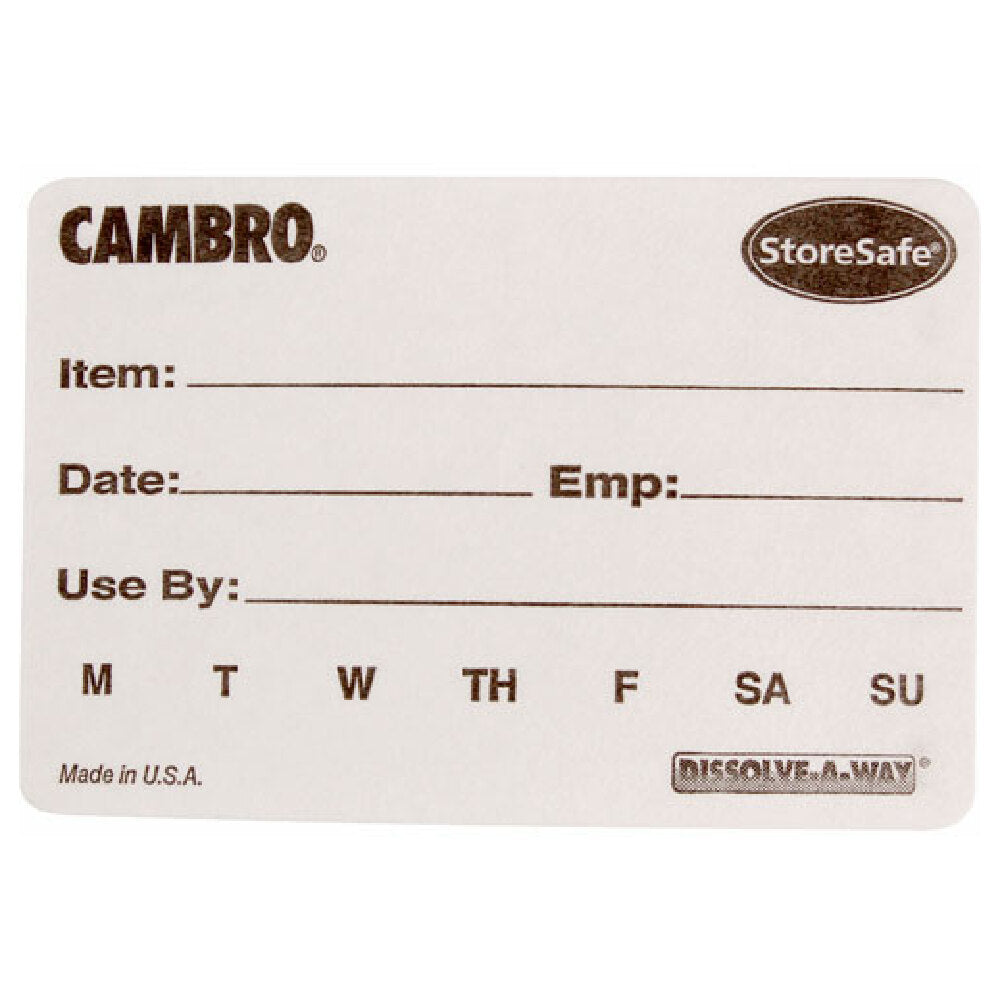 CAMBRO®
StoreSafe®
Item:
Date: Emp:
Use By:
M T W TH F SA SU
Made in U.S.A.
DISSOLVE-A-WAY®